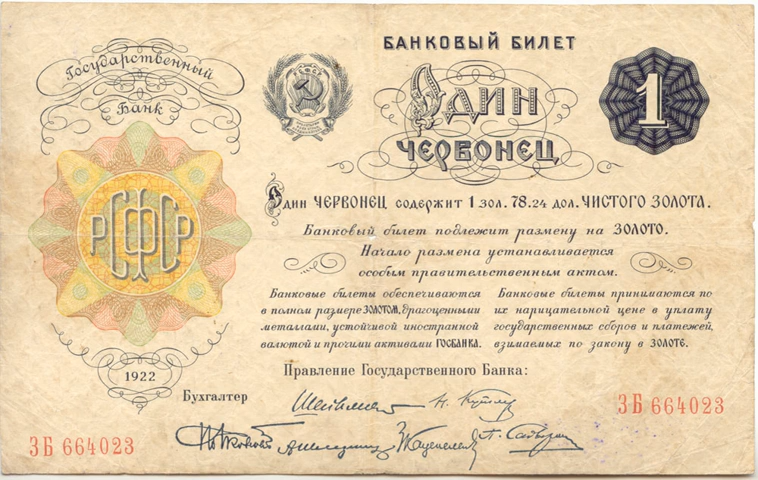 Государственный
Банк
РСФСР
1922
БАНКОВЫЙ БИЛЕТ
Один
ЧЕРВОНЕЦ
1
Один ЧЕРВОНЕЦ содержит 1 зол. 78.24 дол. ЧИСТОГО ЗОЛОТА.
Банковый билет подлежит размену на ЗОЛОТО.
Начало размена устанавливается
особым правительственным актом.
Банковые билеты обеспечиваются
в полном размере ЗОЛОТОМ, драгоценными
металлами, устойчивой иностранной
валютой и прочими активами ГОСБАНКА.
Банковые билеты принимаются по
их нарицательной цене в уплату
государственных сборов и платежей,
взимаемых по закону в ЗОЛОТЕ.
Правление Государственного Банка:
Бухгалтер
ЗБ 664023
ЗБ 664023